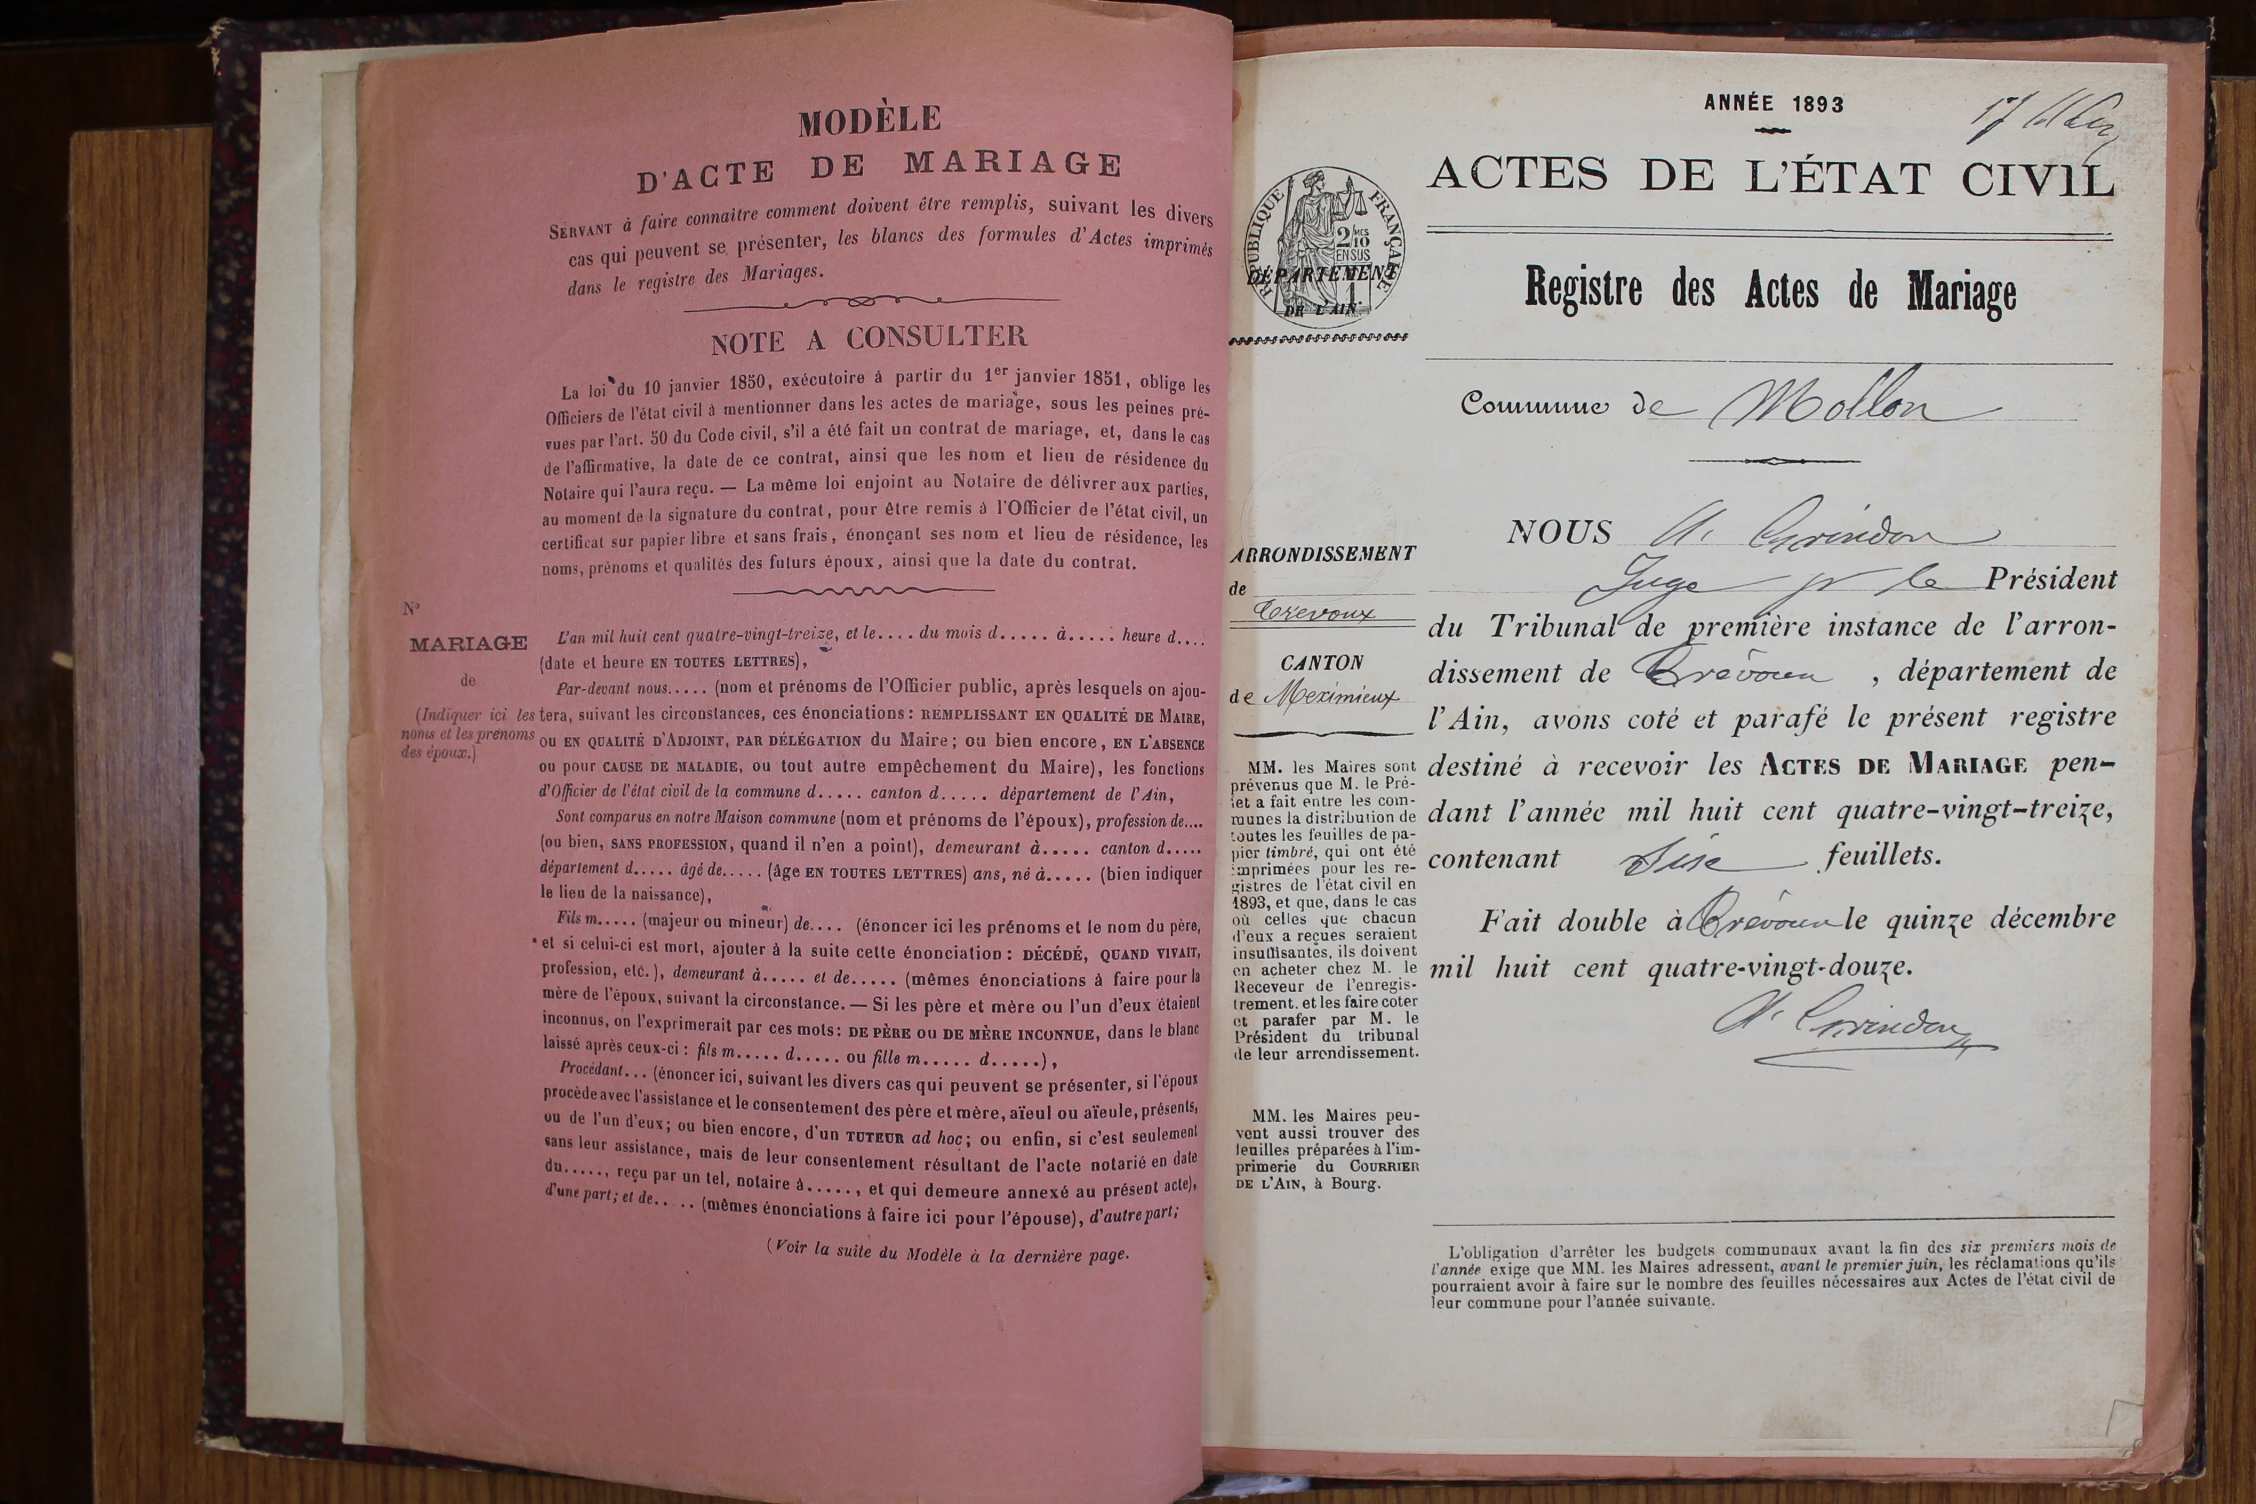 MODÈLE
D'ACTE DE MARIAGE
SERVANT à faire connaître comment doivent être remplis, suivant les divers
cas qui peuvent se présenter, les blancs des formules d'Actes imprimés
dans le registre des Mariages.
NOTE A CONSULTER
La loi du 10 janvier 1850, exécutoire à partir du 1er janvier 1851, oblige les
Officiers de l'état civil à mentionner dans les actes de mariage, sous les peines pré-
vues par l'art. 50 du Code civil, s'il a été fait un contrat de mariage, et, dans le cas
de l'affirmative, la date de ce contrat, ainsi que les nom et lieu de résidence du
Notaire qui l'aura reçu. — La même loi enjoint au Notaire de délivrer aux parties,
au moment de la signature du contrat, pour être remis à l'Officier de l'état civil, un
certificat sur papier libre et sans frais, énonçant ses nom et lieu de résidence, les
noms, prénoms et qualités des futurs époux, ainsi que la date du contrat.
N°
MARIAGE
de
(Indiquer ici les
noms et les prénoms
des époux.)
L'an mil huit cent quatre-vingt-treize, et le.... du mois d..... à..... heure d....
(date et heure EN TOUTES LETTRES),
Par-devant nous..... (nom et prénoms de l'Officier public, après lesquels on ajou-
tera, suivant les circonstances, ces énonciations: REMPLISSANT EN QUALITÉ DE MAIRE,
OU EN QUALITÉ D'ADJOINT, PAR DÉLÉGATION du Maire; ou bien encore, EN L'ABSENCE
ou pour CAUSE DE MALADIE, ou tout autre empêchement du Maire), les fonctions
d'Officier de l'état civil de la commune d..... canton d..... département de l'Ain,
Sont comparus en notre Maison commune (nom et prénoms de l'époux), profession de....
(ou bien, SANS PROFESSION, quand il n'en a point), demeurant à..... canton d.....
département d..... âgé de..... (âge EN TOUTES LETTRES) ans, né à..... (bien indiquer
le lieu de la naissance),
Fils m..... (majeur ou mineur) de.... (énoncer ici les prénoms et le nom du père,
et si celui-ci est mort, ajouter à la suite cette énonciation: DÉCÉDÉ, QUAND VIVAIT,
profession, etc.), demeurant à..... et de..... (mêmes énonciations à faire pour la
mère de l'époux, suivant la circonstance. — Si les père et mère ou l'un d'eux étaient
inconnus, on l'exprimerait par ces mots: DE PÈRE OU DE MÈRE INCONNUE, dans le blanc
laissé après ceux-ci: fils m..... d..... ou fille m..... d.....),
Procédant... (énoncer ici, suivant les divers cas qui peuvent se présenter, si l'époux
procède avec l'assistance et le consentement des père et mère, aïeul ou aïeule, présents,
ou de l'un d'eux; ou bien encore, d'un TUTEUR ad hoc; ou enfin, si c'est seulement
sans leur assistance, mais de leur consentement résultant de l'acte notarié en date
du....., reçu par un tel, notaire à....., et qui demeure annexé au présent acte),
d'une part; et de..... (mêmes énonciations à faire ici pour l'épouse), d'autre part;
(Voir la suite du Modèle à la dernière page.
ANNÉE 1893
ACTES DE L'ÉTAT CIVIL
Registre des Actes de Mariage
Commune de Mollon
RÉPUBLIQUE FRANÇAISE
2/10 MES
EN SUS
DÉPARTEMENT
DE L'AIN
ARRONDISSEMENT
de
Trévoux
CANTON
de Meximieux
MM. les Maires sont
prévenus que M. le Pré-
fet a fait entre les com-
munes la distribution de
toutes les feuilles de pa-
pier timbré, qui ont été
imprimées pour les re-
gistres de l'état civil en
1893, et que, dans le cas
où celles que chacun
d'eux a reçues seraient
insuffisantes, ils doivent
en acheter chez M. le
Receveur de l'enregis-
trement, et les faire coter
et parafer par M. le
Président du tribunal
de leur arrondissement.
MM. les Maires peu-
vent aussi trouver des
feuilles préparées à l'im-
primerie du COURRIER
DE L'AIN, à Bourg.
NOUS
Juge pr le Président
du Tribunal de première instance de l'arron-
dissement de Trévoux, département de
l'Ain, avons coté et parafé le présent registre
destiné à recevoir les ACTES DE MARIAGE pen-
dant l'année mil huit cent quatre-vingt-treize,
contenant feuillets.
Fait double à Trévoux le quinze décembre
mil huit cent quatre-vingt-douze.
L'obligation d'arrêter les budgets communaux avant la fin des six premiers mois de
l'année exige que MM. les Maires adressent, avant le premier juin, les réclamations qu'ils
pourraient avoir à faire sur le nombre des feuilles nécessaires aux Actes de l'état civil de
leur commune pour l'année suivante.